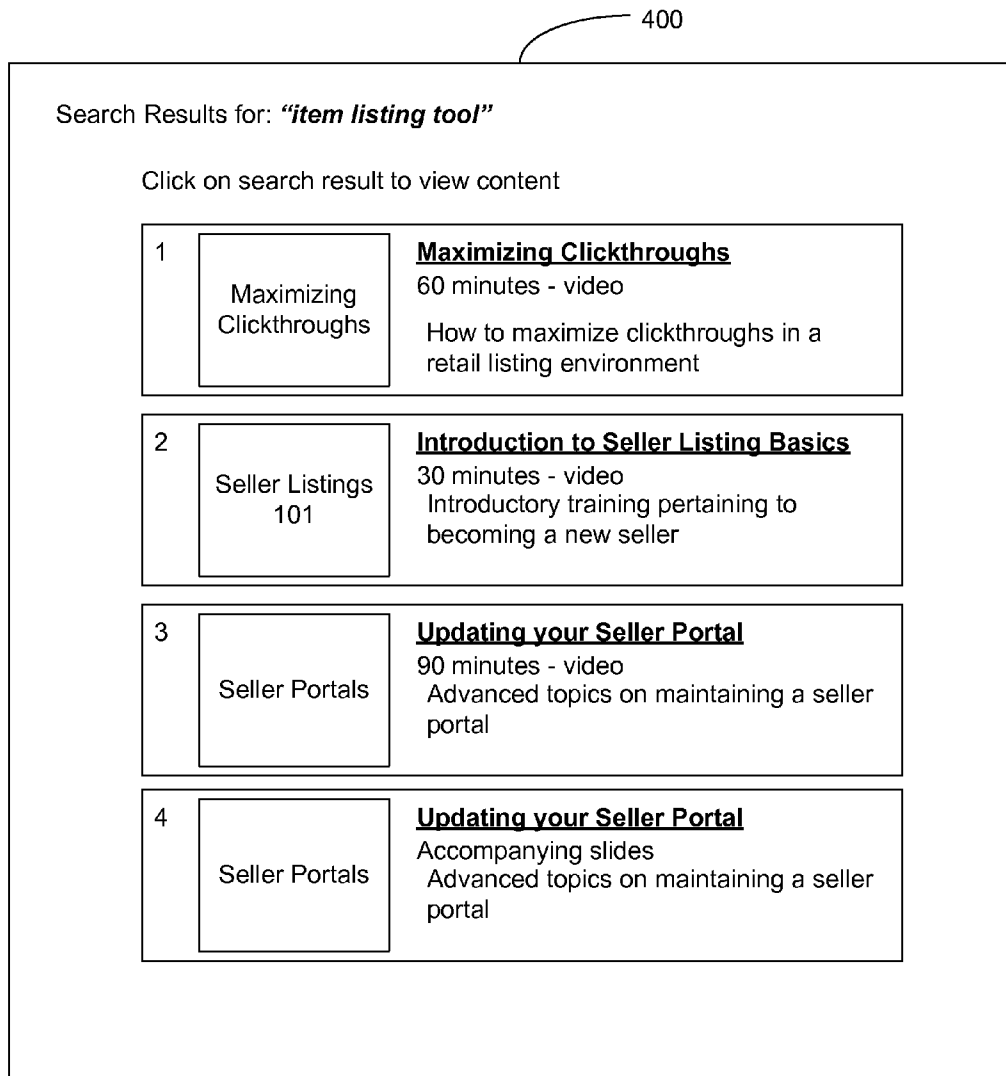 400
Search Results for: “item listing tool”
Click on search result to view content
1
Maximizing
Clickthroughs
Maximizing Clickthroughs
60 minutes - video
How to maximize clickthroughs in a
retail listing environment
2
Seller Listings
101
Introduction to Seller Listing Basics
30 minutes - video
Introductory training pertaining to
becoming a new seller
3
Seller Portals
Updating your Seller Portal
90 minutes - video
Advanced topics on maintaining a seller
portal
4
Seller Portals
Updating your Seller Portal
Accompanying slides
Advanced topics on maintaining a seller
portal